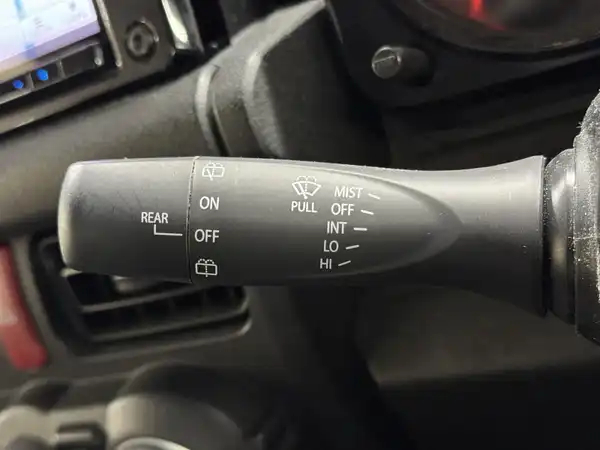 REAR
ON
OFF
PULL
MIST
OFF
INT
LO
HI